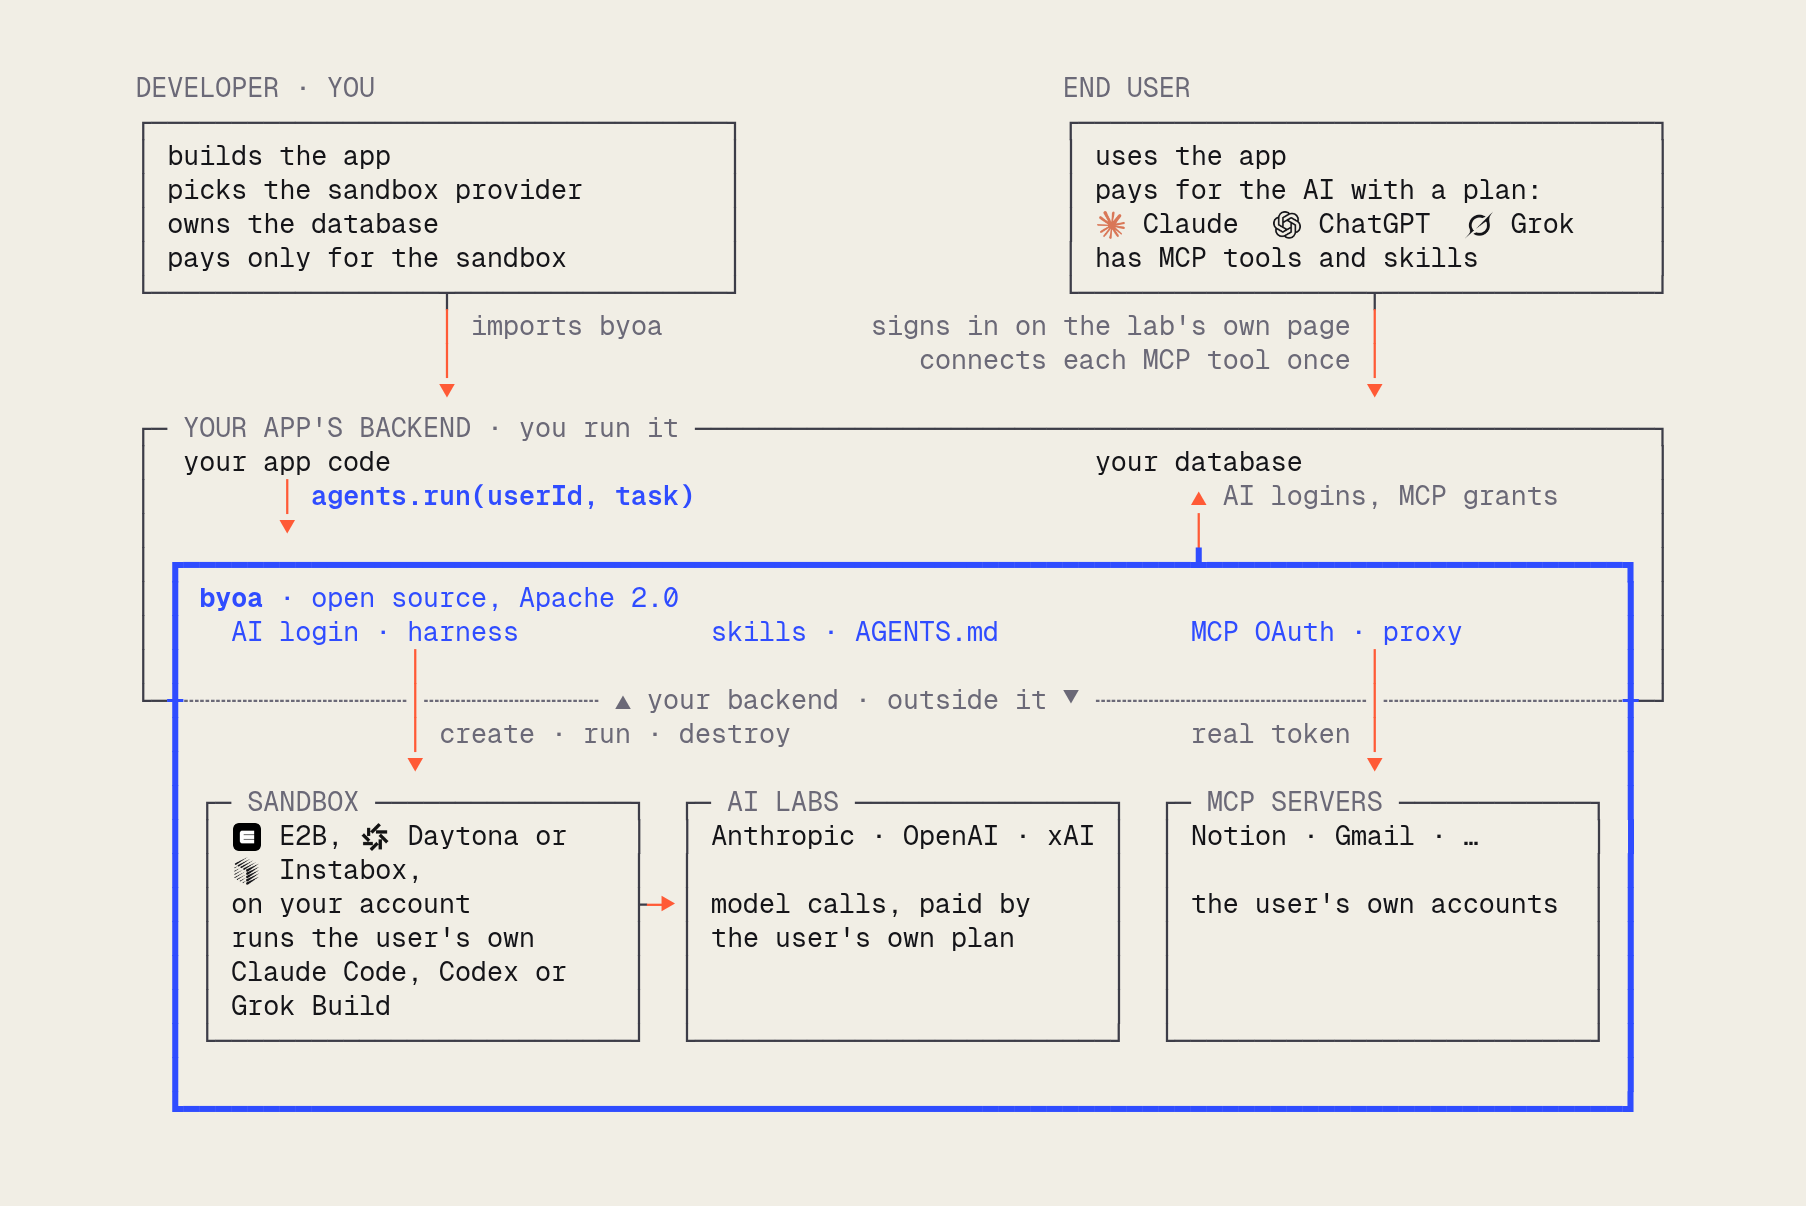 DEVELOPER · YOU
END USER
builds the app
picks the sandbox provider
owns the database
pays only for the sandbox
uses the app
pays for the AI with a plan:
Claude ChatGPT Grok
has MCP tools and skills
imports byoa
signs in on the lab's own page
connects each MCP tool once
YOUR APP'S BACKEND · you run it
your app code
agents.run(userId, task)
your database
AI logins, MCP grants
byoa · open source, Apache 2.0
AI login · harness
skills · AGENTS.md
MCP OAuth · proxy
▲ your backend · outside it ▼
create · run · destroy
real token
SANDBOX
E2B, Daytona or
Instabox,
on your account
runs the user's own
Claude Code, Codex or
Grok Build
AI LABS
Anthropic · OpenAI · xAI
model calls, paid by
the user's own plan
MCP SERVERS
Notion · Gmail · …
the user's own accounts